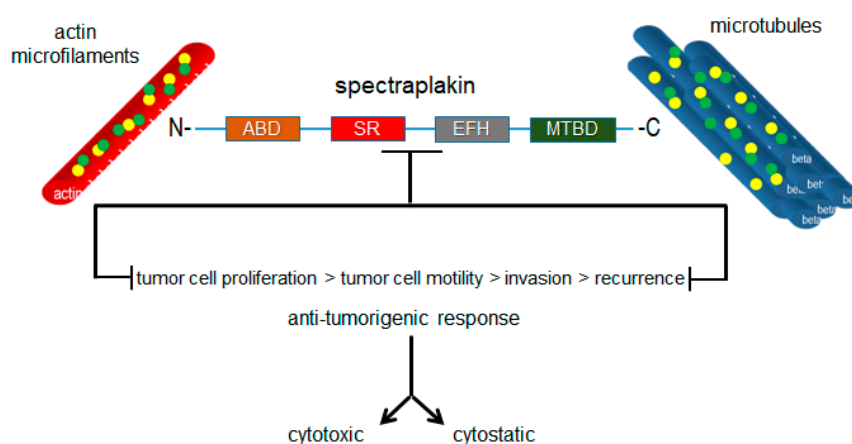 actin
microfilaments
microtubules
spectraplakin
N-
ABD
SR
EFH
MTBD
-C
actin
beta
beta
beta
beta
beta
tumor cell proliferation > tumor cell motility > invasion > recurrence
anti-tumorigenic response
cytotoxic
cytostatic